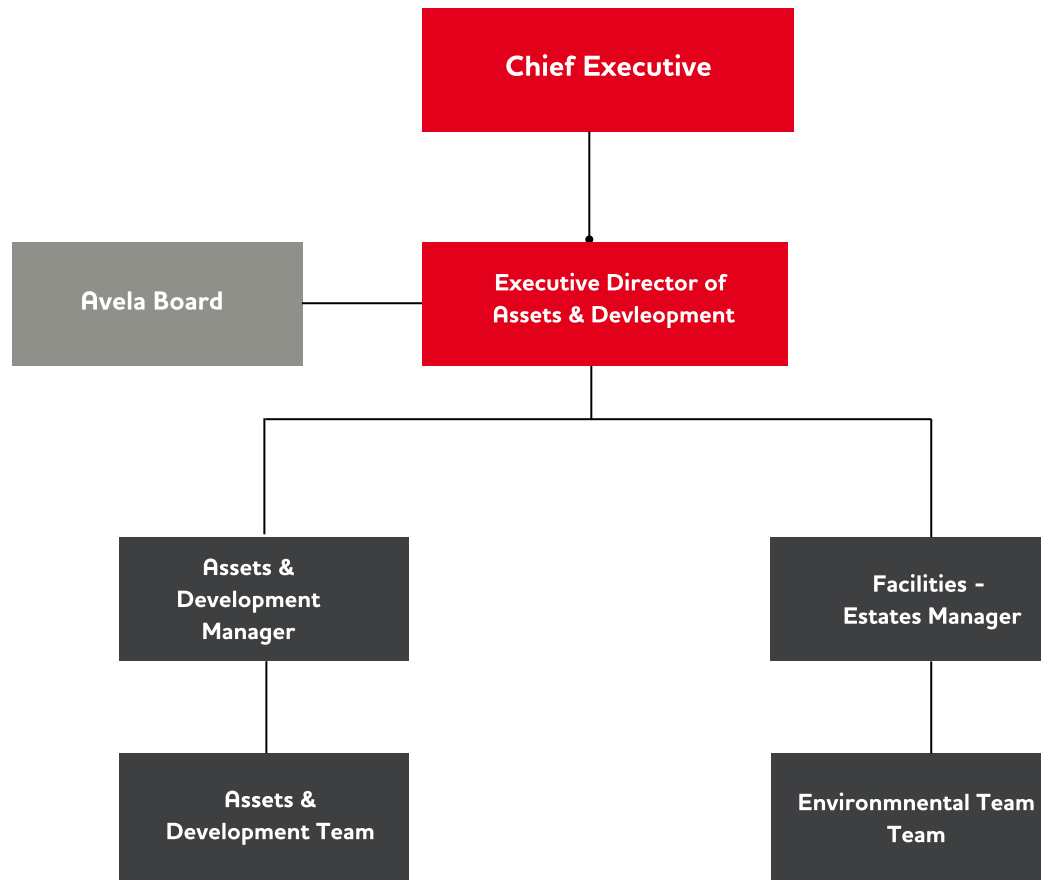 Chief Executive
Avela Board
Executive Director of
Assets & Devleopment
Assets &
Development
Manager
Facilities -
Estates Manager
Assets &
Development Team
Environmnental Team
Team